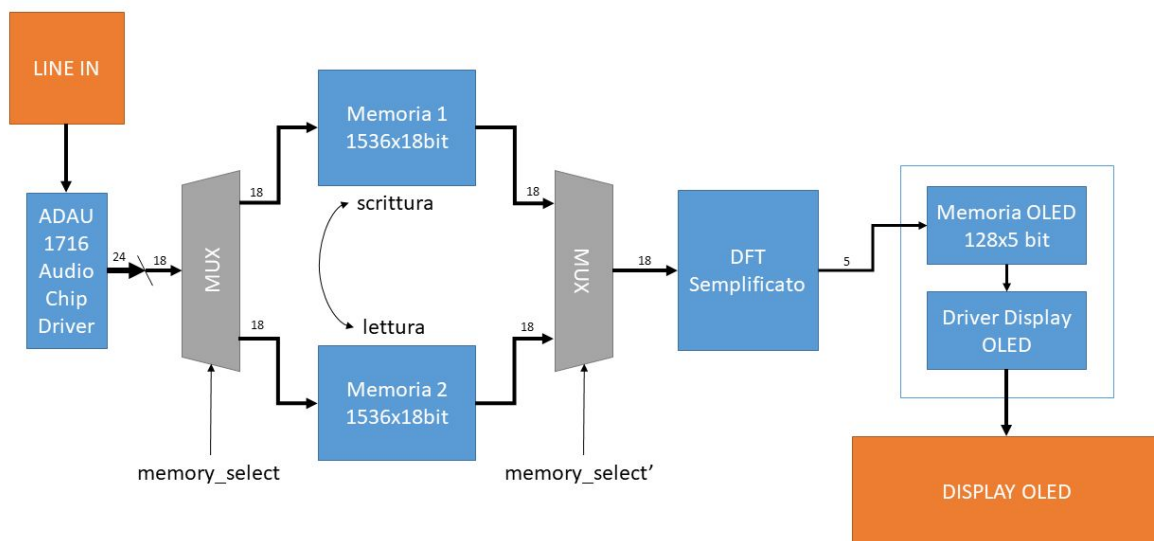 LINE IN
ADAU
1716
Audio
Chip
Driver
24
18
MUX
memory_select
18
18
Memoria 1
1536x18bit
scrittura
lettura
Memoria 2
1536x18bit
18
18
MUX
memory_select’
18
DFT
Semplificato
5
Memoria OLED
128x5 bit
Driver Display
OLED
DISPLAY OLED